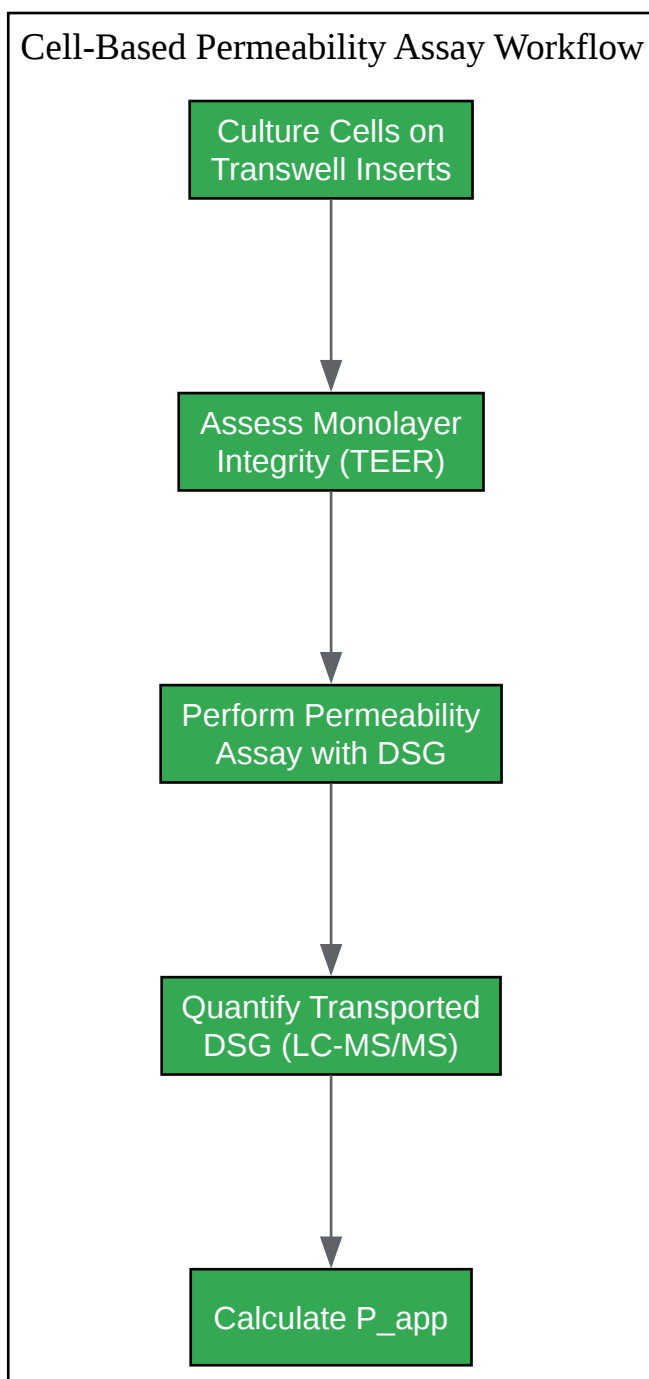 Cell-Based Permeability Assay Workflow
Culture Cells on
Transwell Inserts
Assess Monolayer
Integrity (TEER)
Perform Permeability
Assay with DSG
Quantify Transported
DSG (LC-MS/MS)
Calculate P_app